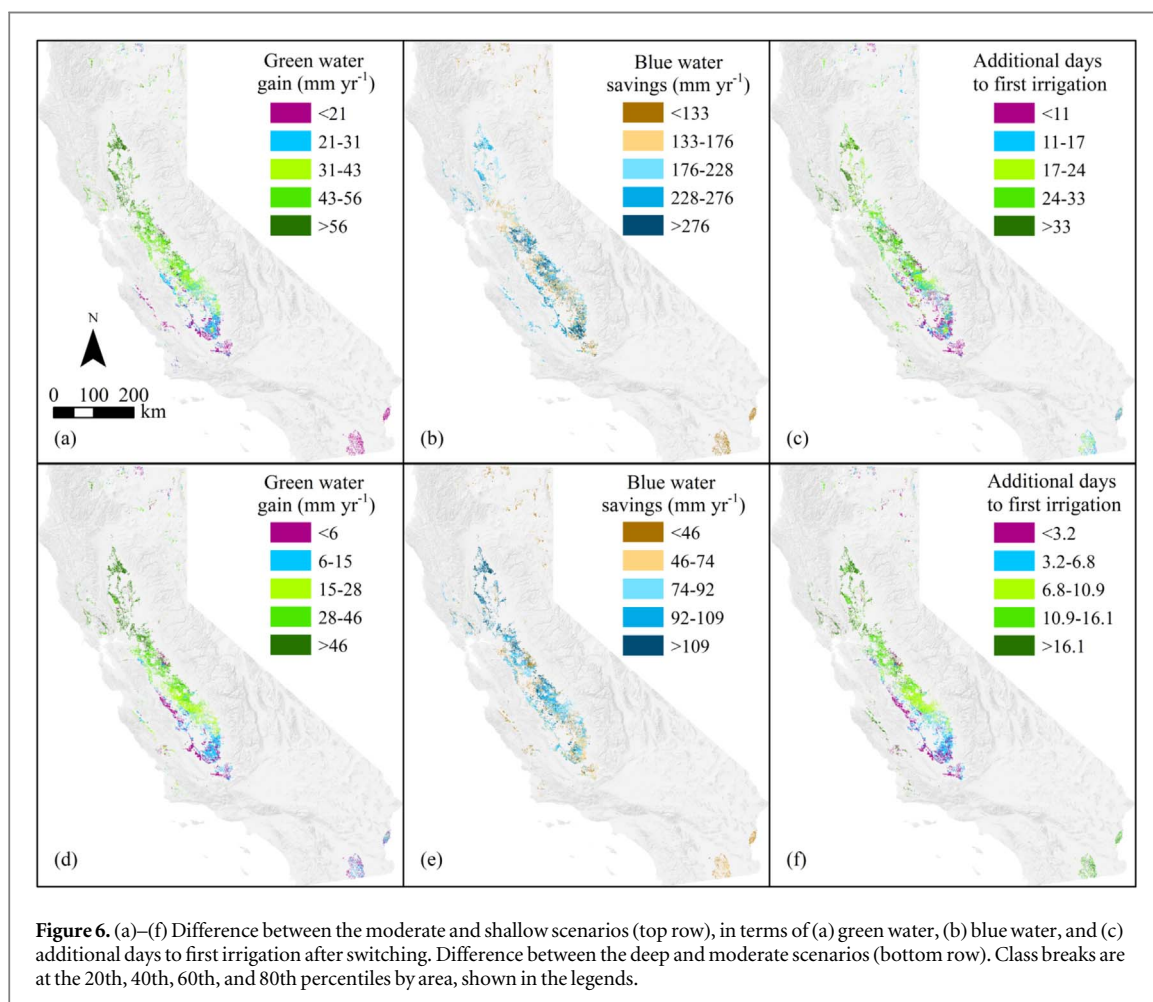 Green water
gain (mm yr⁻¹)
<21
21-31
31-43
43-56
>56
N
0 100 200
km
(a)
Blue water
savings (mm yr⁻¹)
<133
133-176
176-228
228-276
>276
(b)
Additional days
to first irrigation
<11
11-17
17-24
24-33
>33
(c)
Green water
gain (mm yr⁻¹)
<6
6-15
15-28
28-46
>46
(d)
Blue water
savings (mm yr⁻¹)
<46
46-74
74-92
92-109
>109
(e)
Additional days
to first irrigation
<3.2
3.2-6.8
6.8-10.9
10.9-16.1
>16.1
(f)
Figure 6. (a)–(f) Difference between the moderate and shallow scenarios (top row), in terms of (a) green water, (b) blue water, and (c)
additional days to first irrigation after switching. Difference between the deep and moderate scenarios (bottom row). Class breaks are
at the 20th, 40th, 60th, and 80th percentiles by area, shown in the legends.